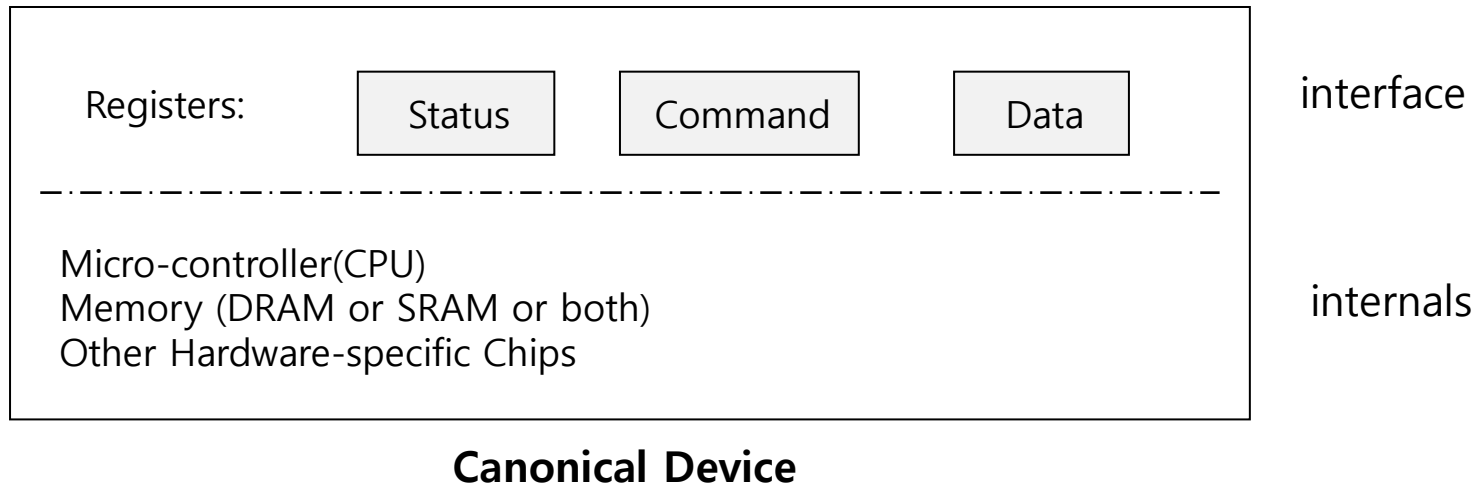 Registers: Status Command Data
interface
Micro-controller(CPU)
Memory (DRAM or SRAM or both)
Other Hardware-specific Chips
internals
Canonical Device